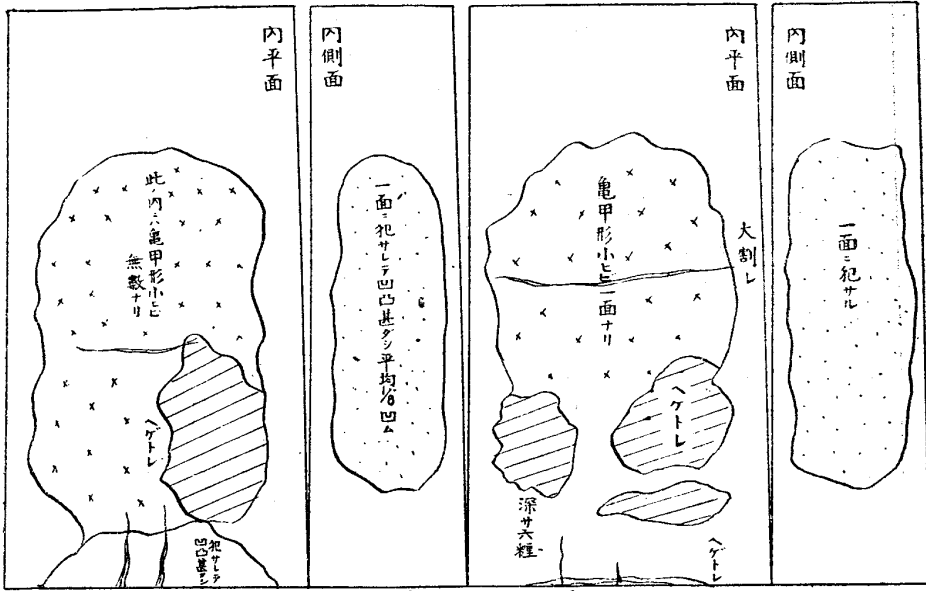 内平面
此ノ内ハ亀甲形小ヒビ
無数ナリ
ヘゲトレ
犯サレテ
凹凸甚ダシ
内側面
一面ニ犯サレテ凹凸甚ダシ平均1/8凹ム
内平面
亀甲形小ヒビ一面ナリ
大割レ
ヘゲトレ
深サ六糎
ヘゲトレ
内側面
一面ニ犯サル